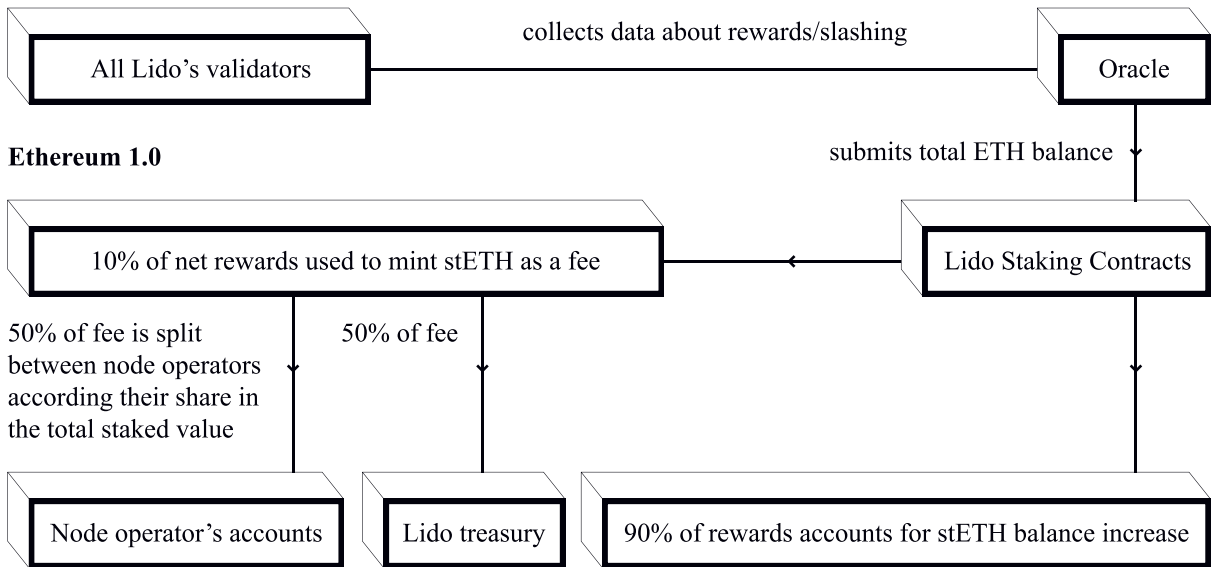 collects data about rewards/slashing
All Lido’s validators
Oracle
Ethereum 1.0
submits total ETH balance
10% of net rewards used to mint stETH as a fee
Lido Staking Contracts
50% of fee is split
between node operators
according their share in
the total staked value
50% of fee
Node operator’s accounts
Lido treasury
90% of rewards accounts for stETH balance increase